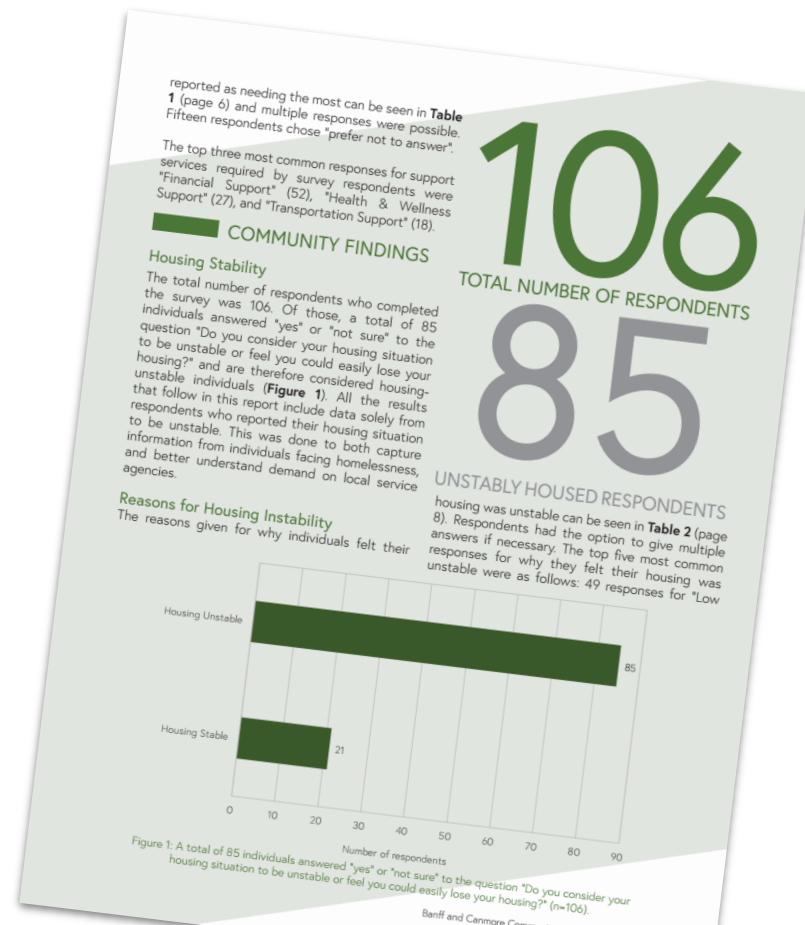 reported as needing the most can be seen in Table
1 (page 6) and multiple responses were possible.
Fifteen respondents chose "prefer not to answer".
The top three most common responses for support
services required by survey respondents were
"Financial Support" (52), "Health & Wellness
Support" (27), and "Transportation Support" (18).
COMMUNITY FINDINGS
Housing Stability
The total number of respondents who completed
the survey was 106. Of those, a total of 85
individuals answered "yes" or "not sure" to the
question "Do you consider your housing situation
to be unstable or feel you could easily lose your
housing?" and are therefore considered housing-
unstable individuals (Figure 1). All the results
that follow in this report include data solely from
respondents who reported their housing situation
to be unstable. This was done to both capture
information from individuals facing homelessness,
and better understand demand on local service
agencies.
Reasons for Housing Instability
The reasons given for why individuals felt their
106
TOTAL NUMBER OF RESPONDENTS
85
UNSTABLY HOUSED RESPONDENTS
housing was unstable can be seen in Table 2 (page
8). Respondents had the option to give multiple
answers if necessary. The top five most common
responses for why they felt their housing was
unstable were as follows: 49 responses for "Low
Housing Unstable
85
Housing Stable
21
0 10 20 30 40 50 60 70 80 90
Number of respondents
Figure 1: A total of 85 individuals answered "yes" or "not sure" to the question "Do you consider your
housing situation to be unstable or feel you could easily lose your housing?" (n=106).
Banff and Canmore